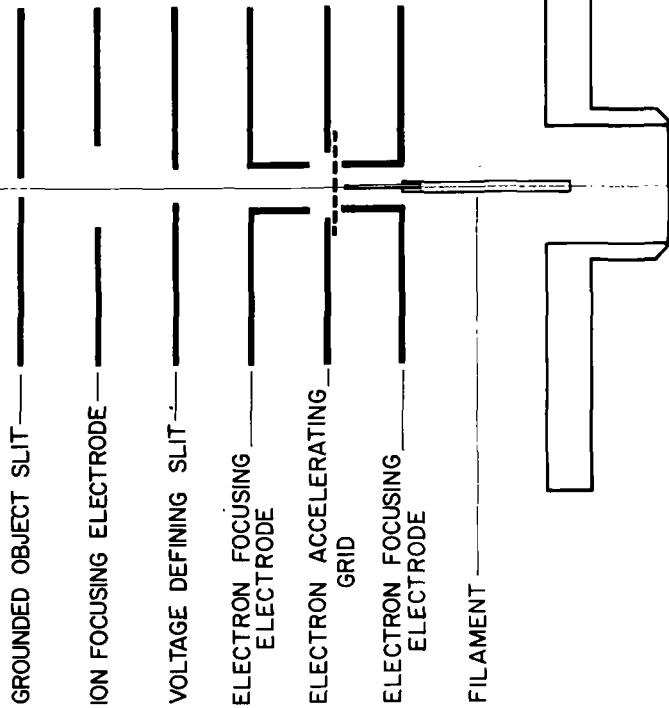 GROUNDED OBJECT SLIT
ION FOCUSING ELECTRODE
VOLTAGE DEFINING SLIT
ELECTRON FOCUSING
ELECTRODE
ELECTRON ACCELERATING
GRID
ELECTRON FOCUSING
ELECTRODE
FILAMENT